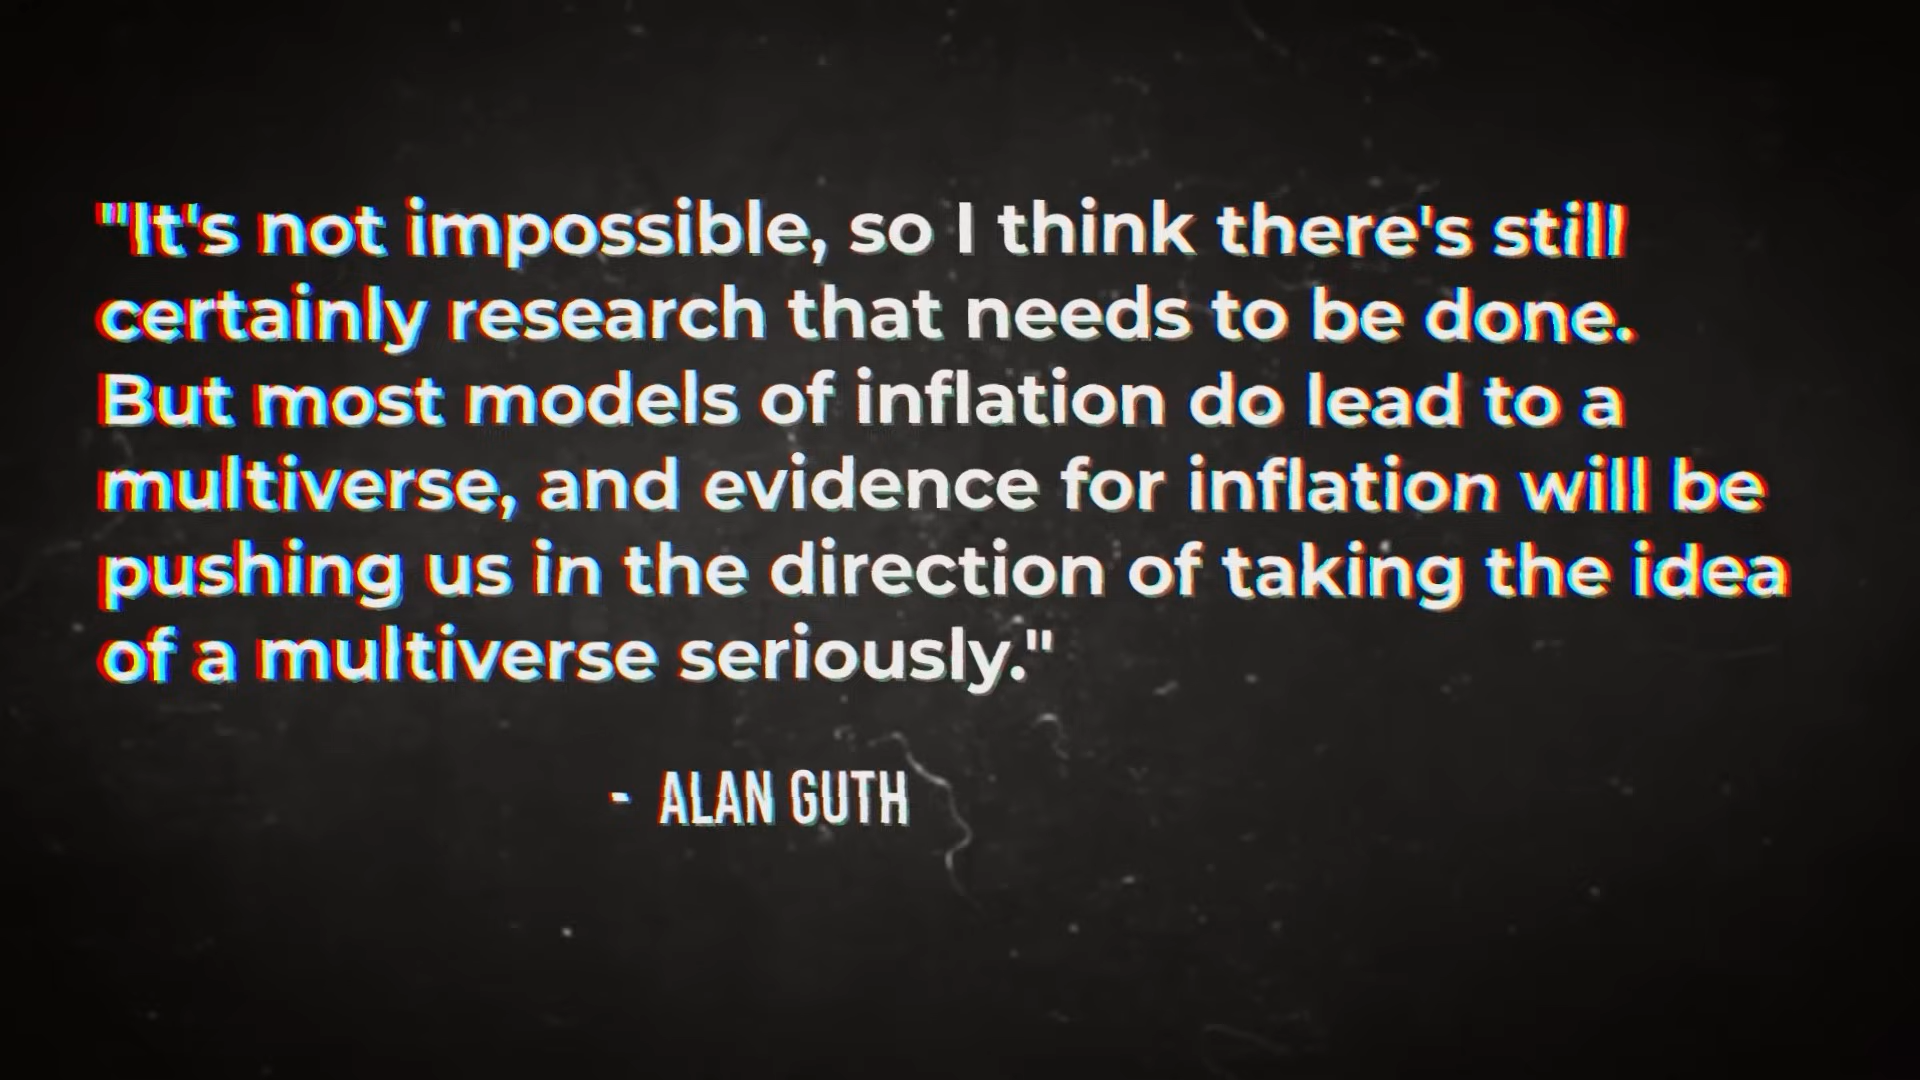 "It's not impossible, so I think there's still
certainly research that needs to be done.
But most models of inflation do lead to a
multiverse, and evidence for inflation will be
pushing us in the direction of taking the idea
of a multiverse seriously."
- ALAN GUTH